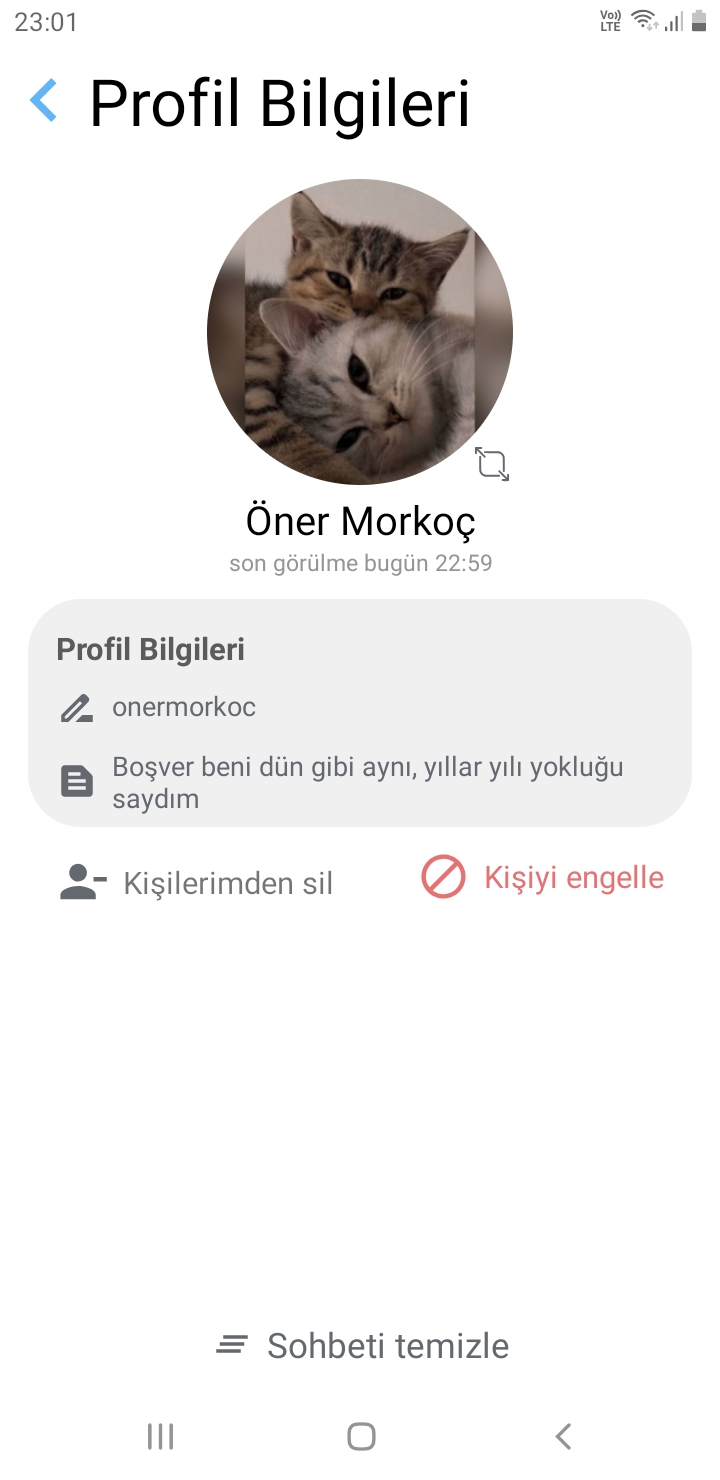 23:01
Vo)) LTE
Profil Bilgileri
Öner Morkoç
son görülme bugün 22:59
Profil Bilgileri
onermorkoc
Boşver beni dün gibi aynı, yıllar yılı yokluğu
saydım
Kişilerimden sil
Kişiyi engelle
Sohbeti temizle